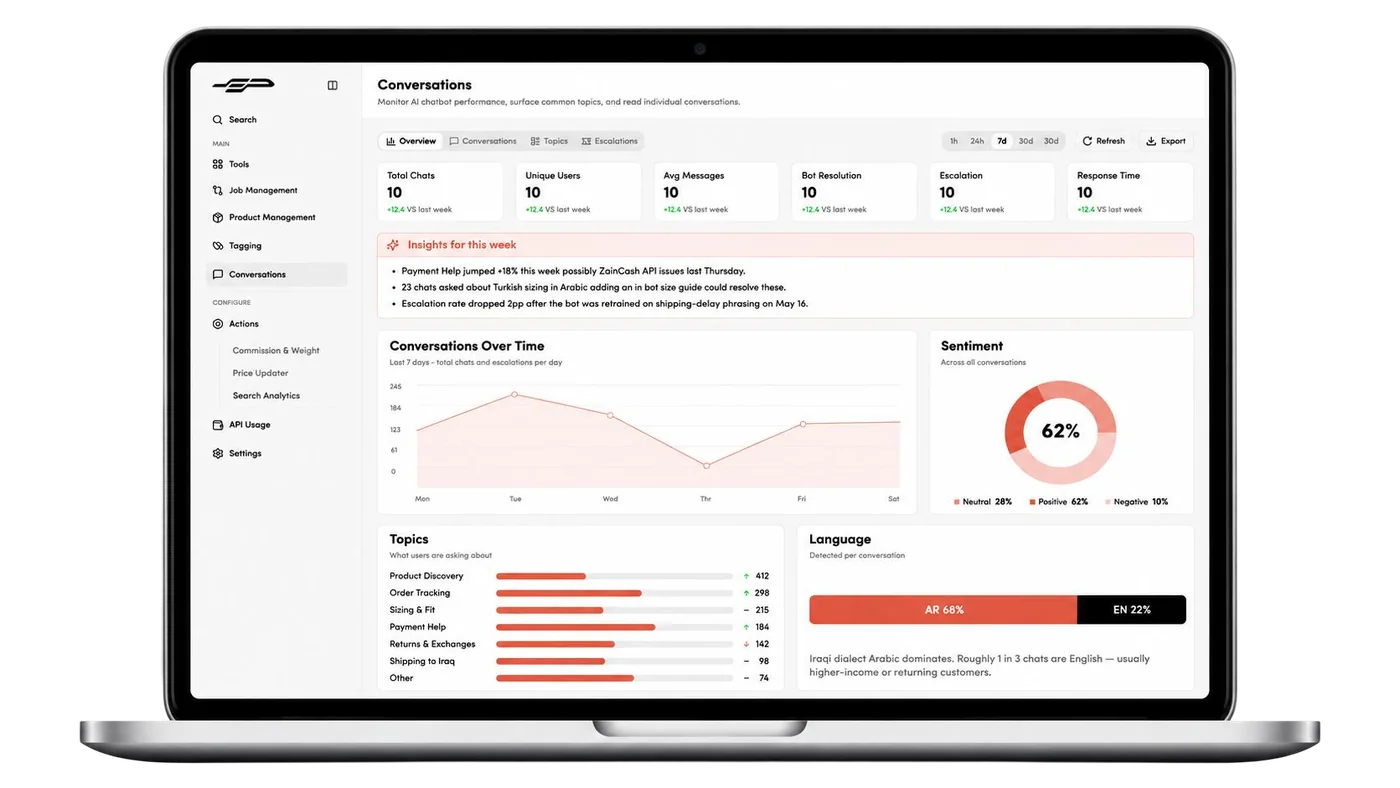 Conversations
Monitor AI chatbot performance, surface common topics, and read individual conversations.
Search
MAIN
Tools
Job Management
Product Management
Tagging
Conversations
CONFIGURE
Actions
Commission & Weight
Price Updater
Search Analytics
API Usage
Settings
Overview Conversations Topics Escalations
1h 24h 7d 30d 30d Refresh Export
Total Chats
10
+12.4 VS last week
Unique Users
10
+12.4 VS last week
Avg Messages
10
+12.4 VS last week
Bot Resolution
10
+12.4 VS last week
Escalation
10
+12.4 VS last week
Response Time
10
+12.4 VS last week
Insights for this week
• Payment Help jumped +18% this week possibly ZainCash API issues last Thursday.
• 23 chats asked about Turkish sizing in Arabic adding an in bot size guide could resolve these.
• Escalation rate dropped 2pp after the bot was retrained on shipping-delay phrasing on May 16.
Conversations Over Time
Last 7 days - total chats and escalations per day
245
184
123
61
0
Mon Tue Wed Thr Fri Sat
Sentiment
Across all conversations
62%
Neutral 28% Positive 62% Negative 10%
Topics
What users are asking about
Product Discovery 412
Order Tracking 298
Sizing & Fit – 215
Payment Help 184
Returns & Exchanges 142
Shipping to Iraq – 98
Other – 74
Language
Detected per conversation
AR 68% EN 22%
Iraqi dialect Arabic dominates. Roughly 1 in 3 chats are English — usually
higher-income or returning customers.